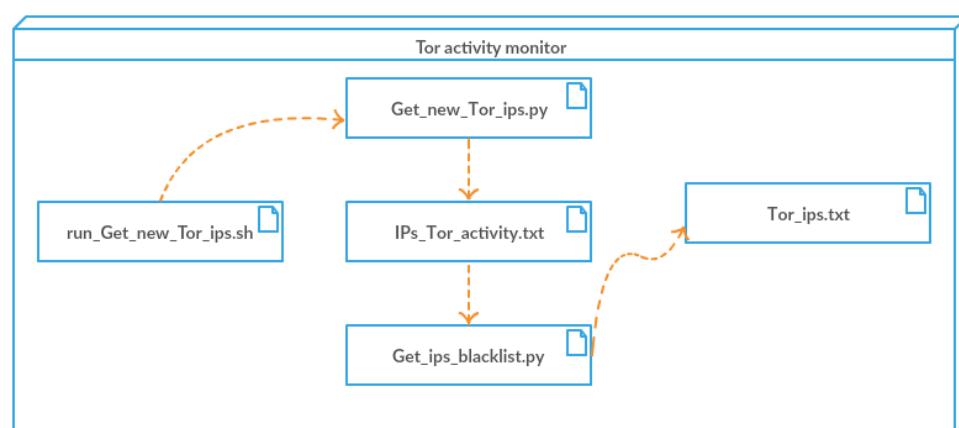 Tor activity monitor
Get_new_Tor_ips.py
run_Get_new_Tor_ips.sh
IPs_Tor_activity.txt
Tor_ips.txt
Get_ips_blacklist.py